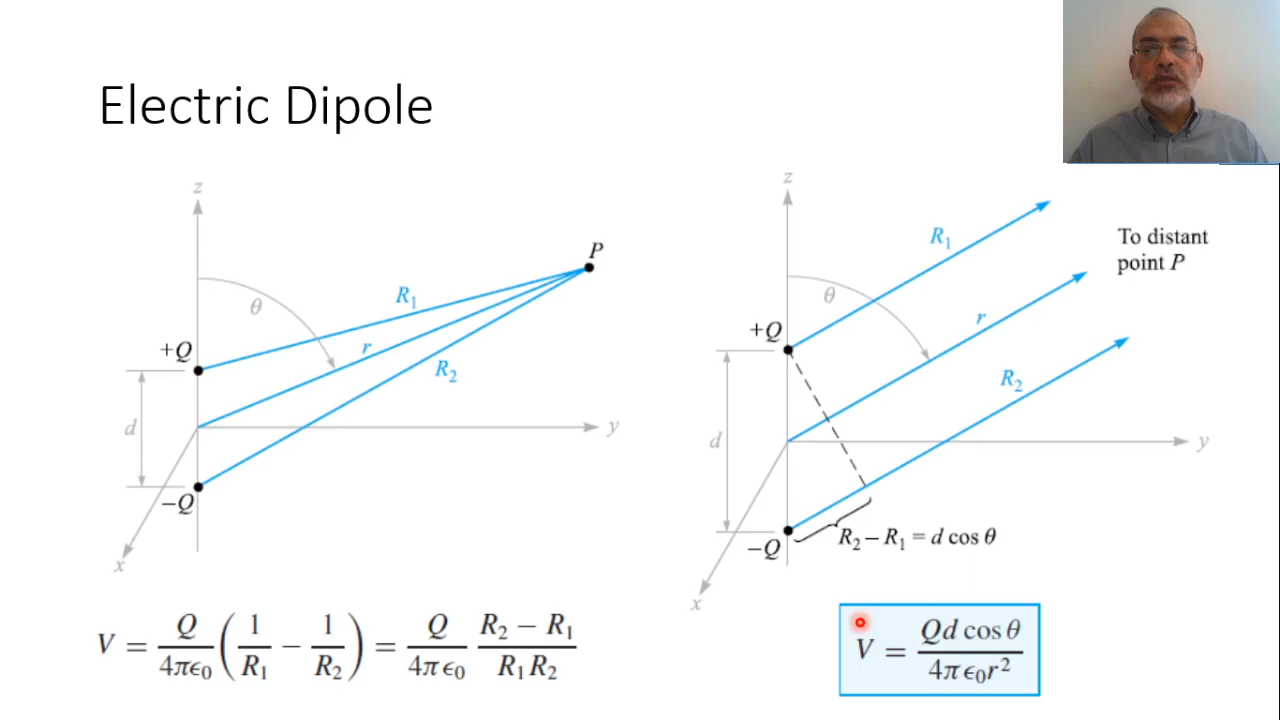 Electric Dipole
z
θ
P
R₁
r
R₂
+Q
d
y
−Q
x
V = Q/4πϵ₀ (1/R₁ − 1/R₂) = Q/4πϵ₀ R₂ − R₁/R₁R₂
z
θ
R₁
To distant
point P
r
R₂
+Q
d
y
−Q
R₂ − R₁ = d cos θ
x
V = Qd cos θ/4πϵ₀r²